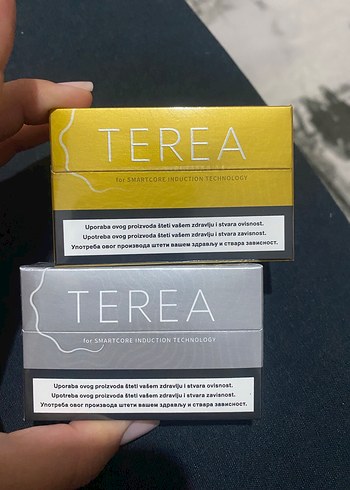 TEREA
for SMARTCORE INDUCTION TECHNOLOGY
Uporaba ovog proizvoda šteti vašem zdravlju i stvara ovisnost.
Upotreba ovog proizvoda šteti vašem zdravlju i stvara zavisnost.
Употреба овог производа штети вашем здрављу и ствара зависност.
TEREA
for SMARTCORE INDUCTION TECHNOLOGY
Uporaba ovog proizvoda šteti vašem zdravlju i stvara ovisnost.
Upotreba ovog proizvoda šteti vašem zdravlju i stvara zavisnost.
Употреба овог производа штети вашем здрављу и ствара зависност.